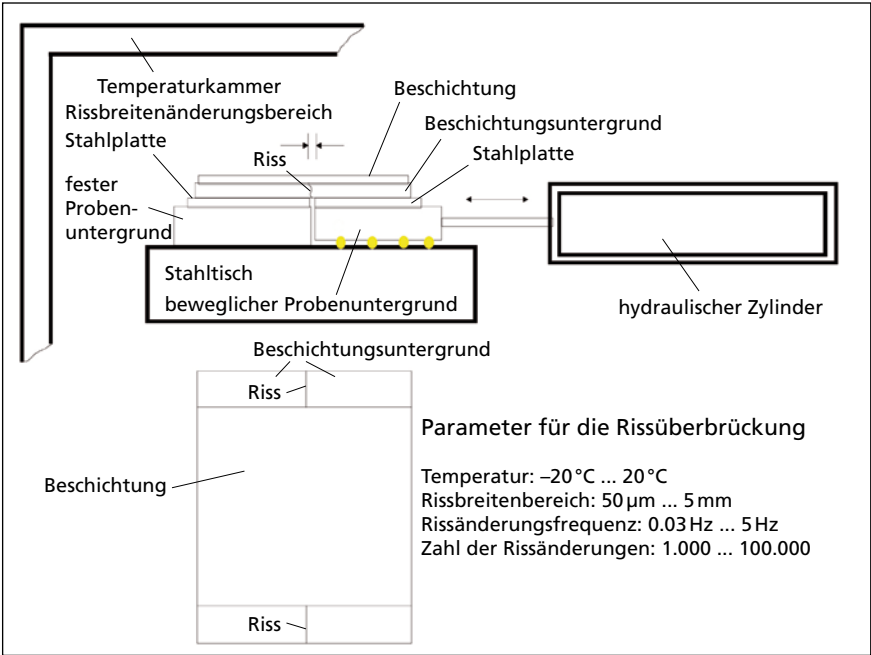 Temperaturkammer
Rissbreitenänderungsbereich
Stahlplatte
Beschichtung
Beschichtungsuntergrund
Riss
Stahlplatte
fester
Proben-
untergrund
Stahltisch
beweglicher Probenuntergrund
hydraulischer Zylinder
Beschichtungsuntergrund
Riss
Beschichtung
Riss
Parameter für die Rissüberbrückung
Temperatur: –20 °C ... 20 °C
Rissbreitenbereich: 50 µm ... 5 mm
Rissänderungsfrequenz: 0.03 Hz ... 5 Hz
Zahl der Rissänderungen: 1.000 ... 100.000